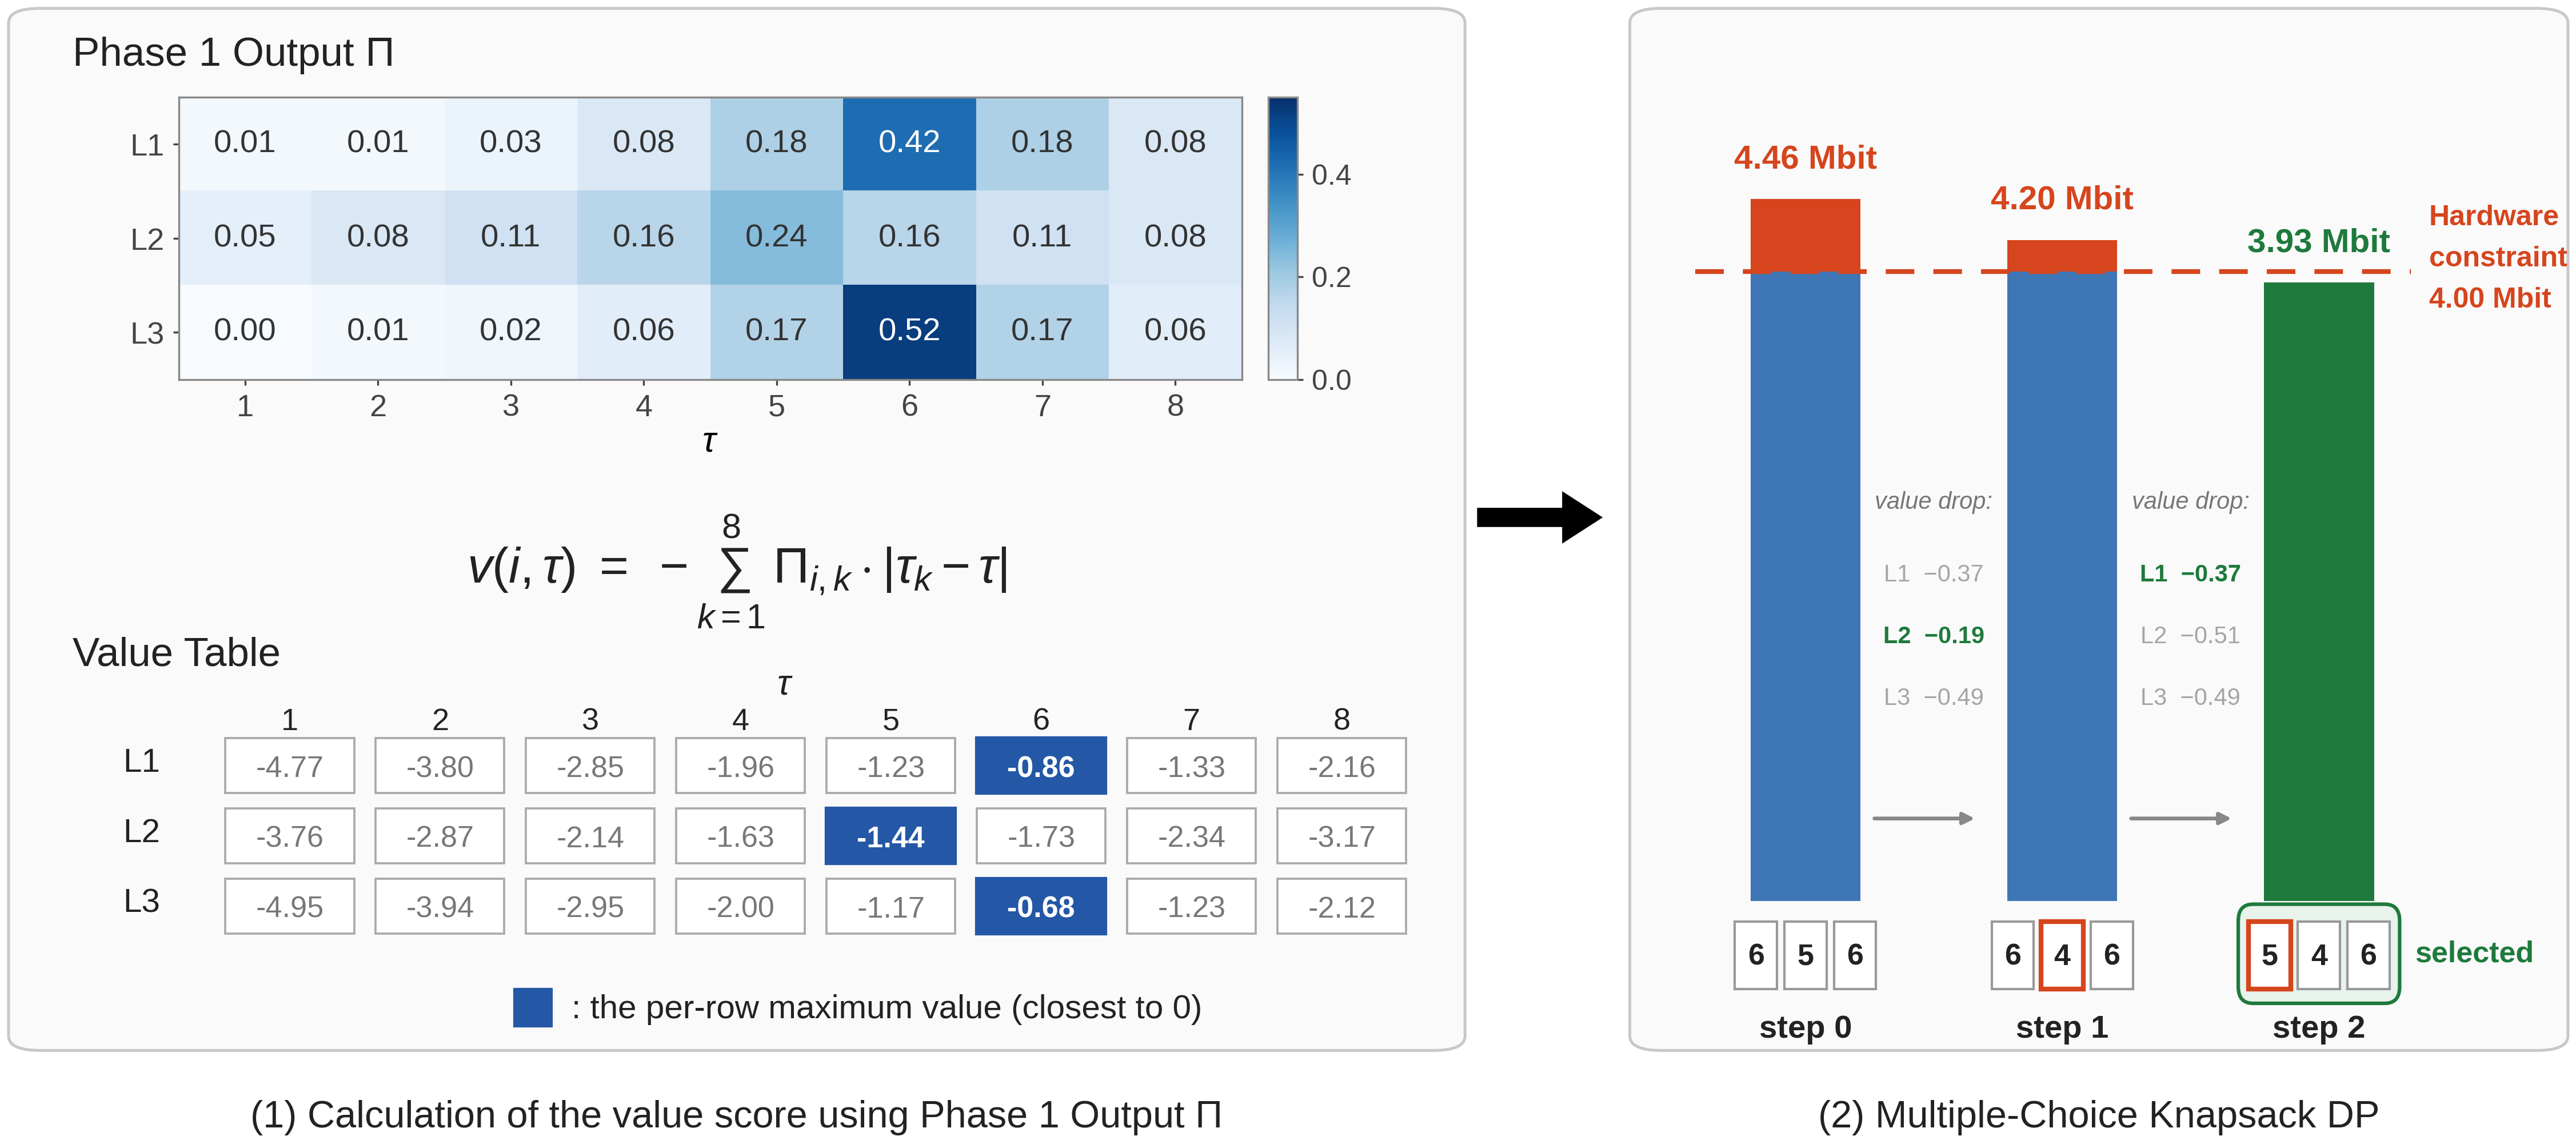 Phase 1 Output Π
L1 0.01 0.01 0.03 0.08 0.18 0.42 0.18 0.08
L2 0.05 0.08 0.11 0.16 0.24 0.16 0.11 0.08
L3 0.00 0.01 0.02 0.06 0.17 0.52 0.17 0.06
1 2 3 4 5 6 7 8
τ
0.4
0.2
0.0
v(i, τ) = − ∑_{k=1}^{8} Π_{i,k} · |τ_k − τ|
Value Table
τ
1 2 3 4 5 6 7 8
L1 -4.77 -3.80 -2.85 -1.96 -1.23 -0.86 -1.33 -2.16
L2 -3.76 -2.87 -2.14 -1.63 -1.44 -1.73 -2.34 -3.17
L3 -4.95 -3.94 -2.95 -2.00 -1.17 -0.68 -1.23 -2.12
: the per-row maximum value (closest to 0)
(1) Calculation of the value score using Phase 1 Output Π
4.46 Mbit
4.20 Mbit
3.93 Mbit
Hardware
constraint
4.00 Mbit
value drop:
L1 −0.37
L2 −0.19
L3 −0.49
value drop:
L1 −0.37
L2 −0.51
L3 −0.49
6 5 6
6 4 6
5 4 6
selected
step 0
step 1
step 2
(2) Multiple-Choice Knapsack DP